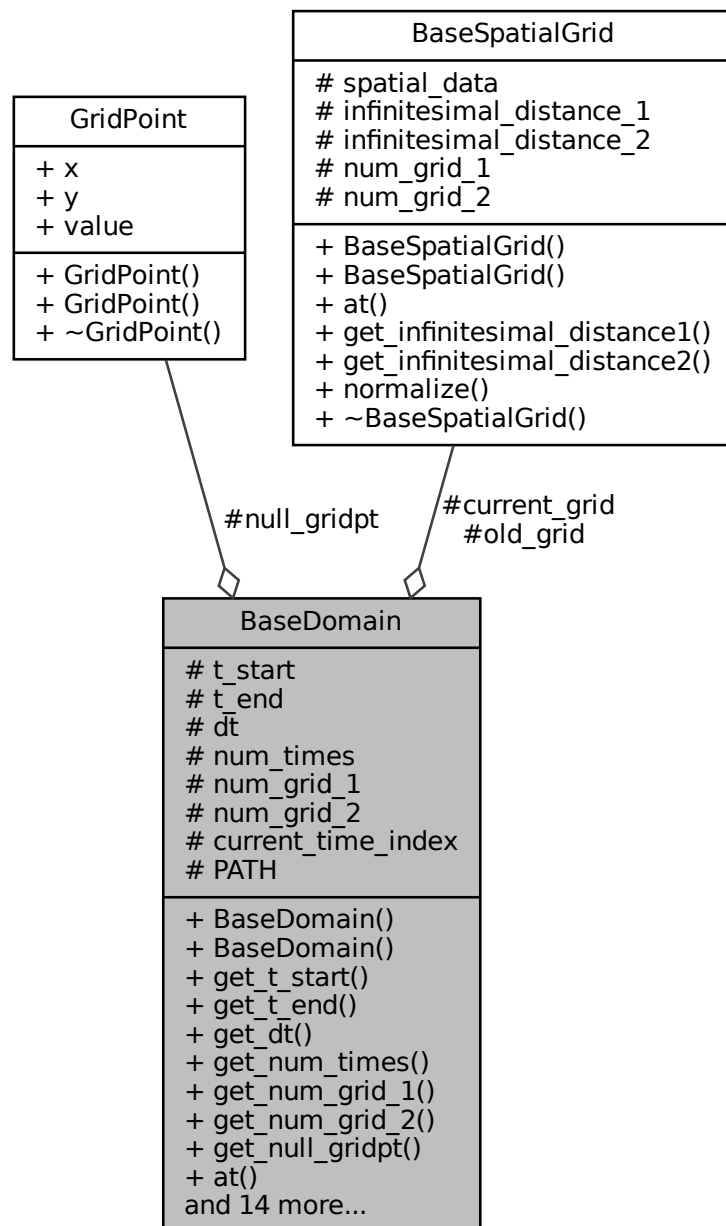 BaseSpatialGrid
# spatial_data
# infinitesimal_distance_1
# infinitesimal_distance_2
# num_grid_1
# num_grid_2
+ BaseSpatialGrid()
+ BaseSpatialGrid()
+ at()
+ get_infinitesimal_distance1()
+ get_infinitesimal_distance2()
+ normalize()
+ ~BaseSpatialGrid()
GridPoint
+ x
+ y
+ value
+ GridPoint()
+ GridPoint()
+ ~GridPoint()
#null_gridpt
#current_grid
#old_grid
BaseDomain
# t_start
# t_end
# dt
# num_times
# num_grid_1
# num_grid_2
# current_time_index
# PATH
+ BaseDomain()
+ BaseDomain()
+ get_t_start()
+ get_t_end()
+ get_dt()
+ get_num_times()
+ get_num_grid_1()
+ get_num_grid_2()
+ get_null_gridpt()
+ at()
and 14 more...